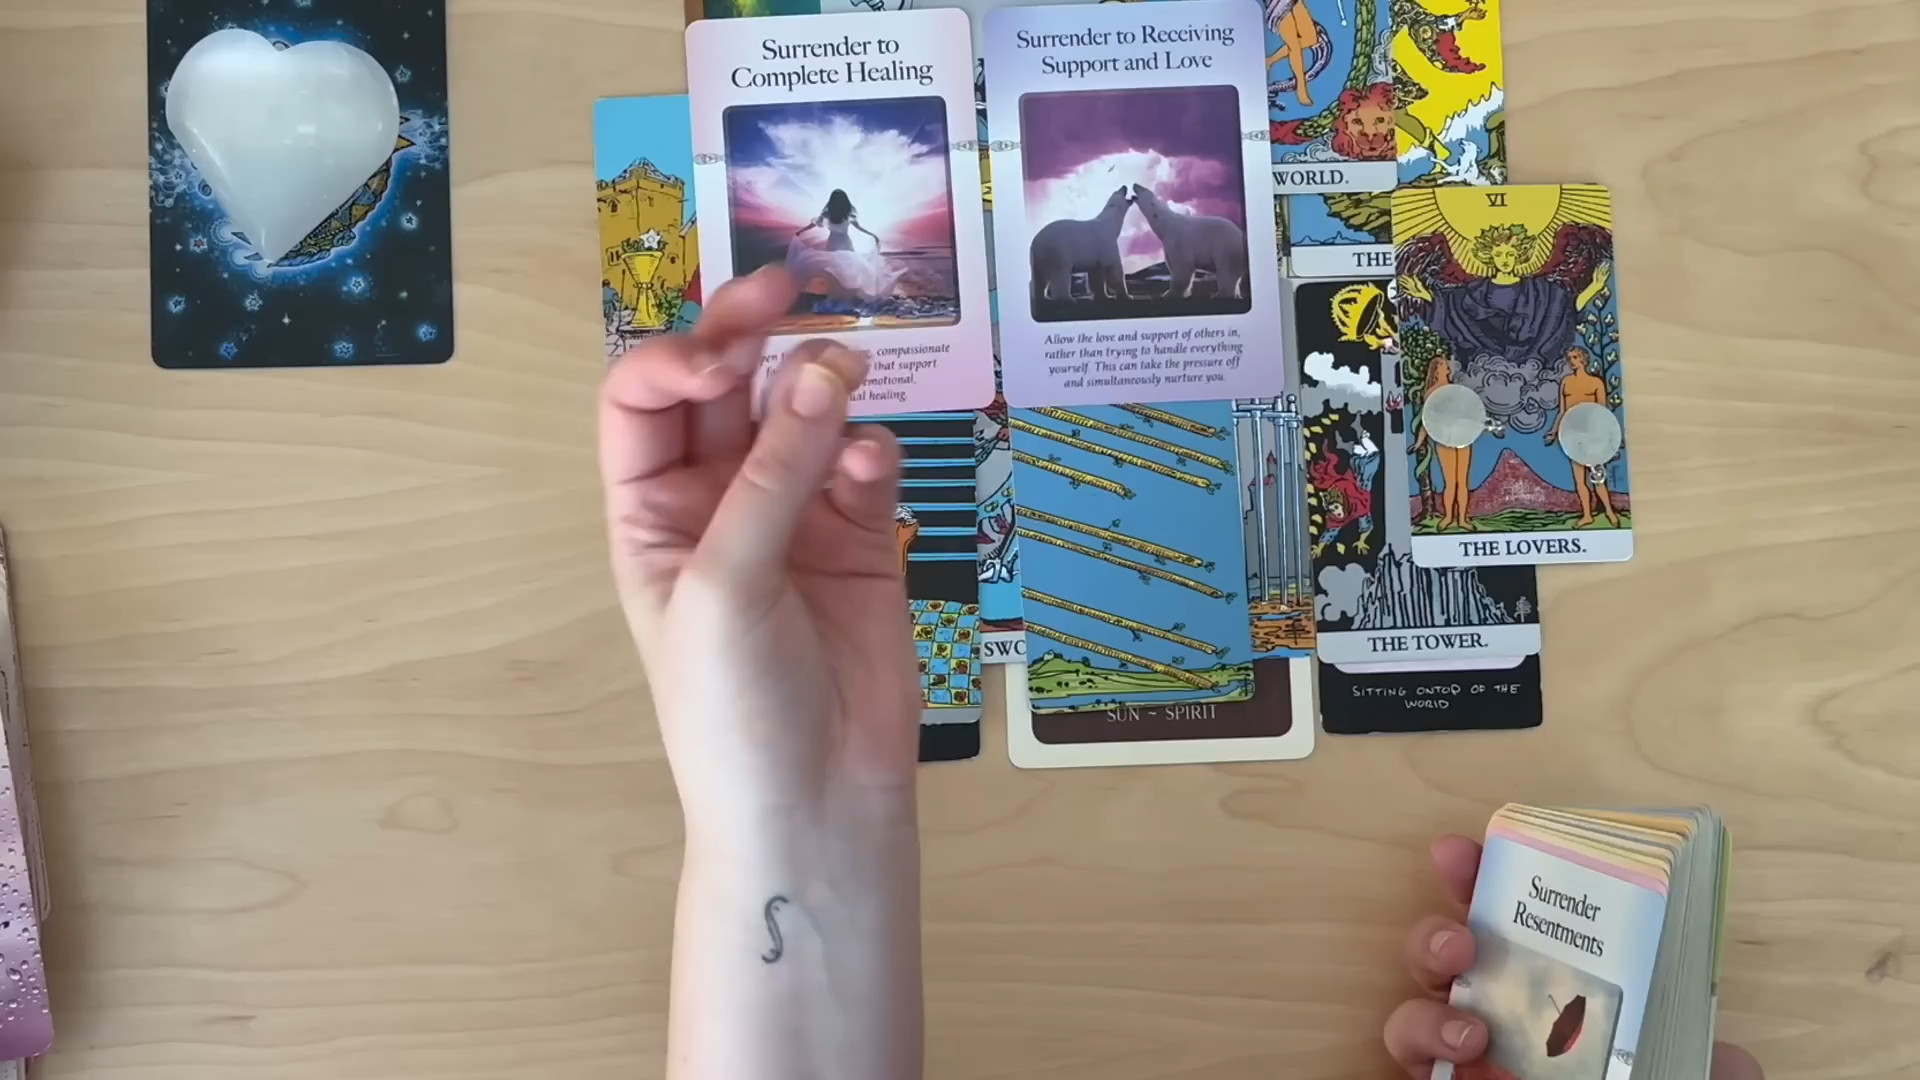 Surrender to
Complete Healing
compassionate
that support
emotional,
healing.
Surrender to Receiving
Support and Love
Allow the love and support of others in,
rather than trying to handle everything
yourself. This can take the pressure off
and simultaneously nurture you.
WORLD.
THE
VI
THE LOVERS.
THE TOWER.
SITTING ONTOP OF THE
WORLD
SWO
SUN ~ SPIRIT
Surrender
Resentments